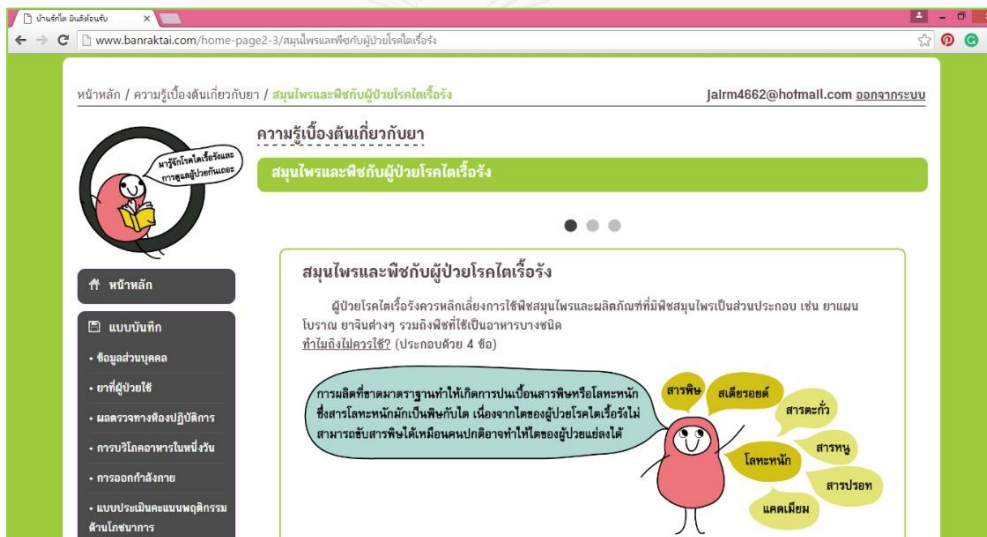 บ้านรักไต อินเลิฟด้อนรับ
www.banraktai.com/home-page2-3/สมุนไพรและพืชกับผู้ป่วยโรคไตเรื้อรัง
หน้าหลัก / ความรู้เบื้องต้นเกี่ยวกับยา / สมุนไพรและพืชกับผู้ป่วยโรคไตเรื้อรัง
jalrm4662@hotmail.com ออกจากระบบ
มารู้จักโรคไตเรื้อรังและ
การดูแลผู้ป่วยกันเถอะ
ความรู้เบื้องต้นเกี่ยวกับยา
สมุนไพรและพืชกับผู้ป่วยโรคไตเรื้อรัง
หน้าหลัก
แบบบันทึก
• ข้อมูลส่วนบุคคล
• ยาที่ผู้ป่วยใช้
• ผลตรวจทางห้องปฏิบัติการ
• การบริโภคอาหารในหนึ่งวัน
• การออกกำลังกาย
• แบบประเมินคะแนนพฤติกรรม
ด้านโภชนาการ
สมุนไพรและพืชกับผู้ป่วยโรคไตเรื้อรัง
ผู้ป่วยโรคไตเรื้อรังควรหลีกเลี่ยงการใช้พืชสมุนไพรและผลิตภัณฑ์ที่มีพืชสมุนไพรเป็นส่วนประกอบ เช่น ยาแผน
โบราณ ยาจีนต่างๆ รวมถึงพืชที่ใช้เป็นอาหารบางชนิด
ทำไมถึงไม่ควรใช้? (ประกอบด้วย 4 ข้อ)
การผลิตที่ขาดมาตราฐานทำให้เกิดการปนเปื้อนสารพิษหรือโลหะหนัก
ซึ่งสารโลหะหนักมักเป็นพิษกับไต เนื่องจากไตของผู้ป่วยโรคไตเรื้อรังไม่
สามารถขับสารพิษได้เหมือนคนปกติอาจทำให้ไตของผู้ป่วยแย่ลงได้
สารพิษ
สเตียรอยด์
สารตะกั่ว
สารหนู
โลหะหนัก
สารปรอท
แคดเมียม